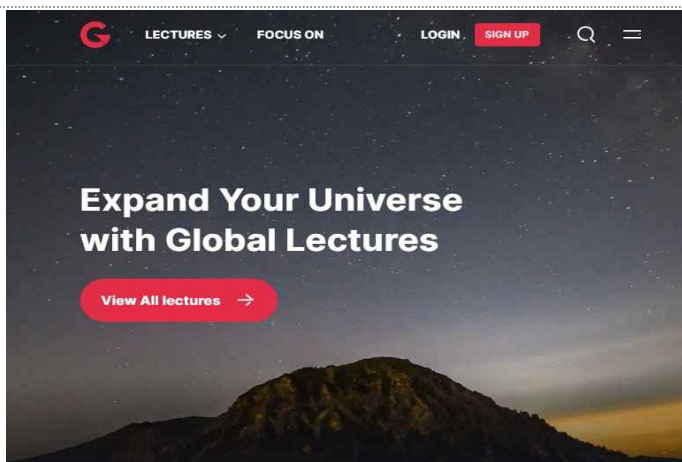 G LECTURES FOCUS ON LOGIN SIGN UP
Expand Your Universe
with Global Lectures
View All lectures →